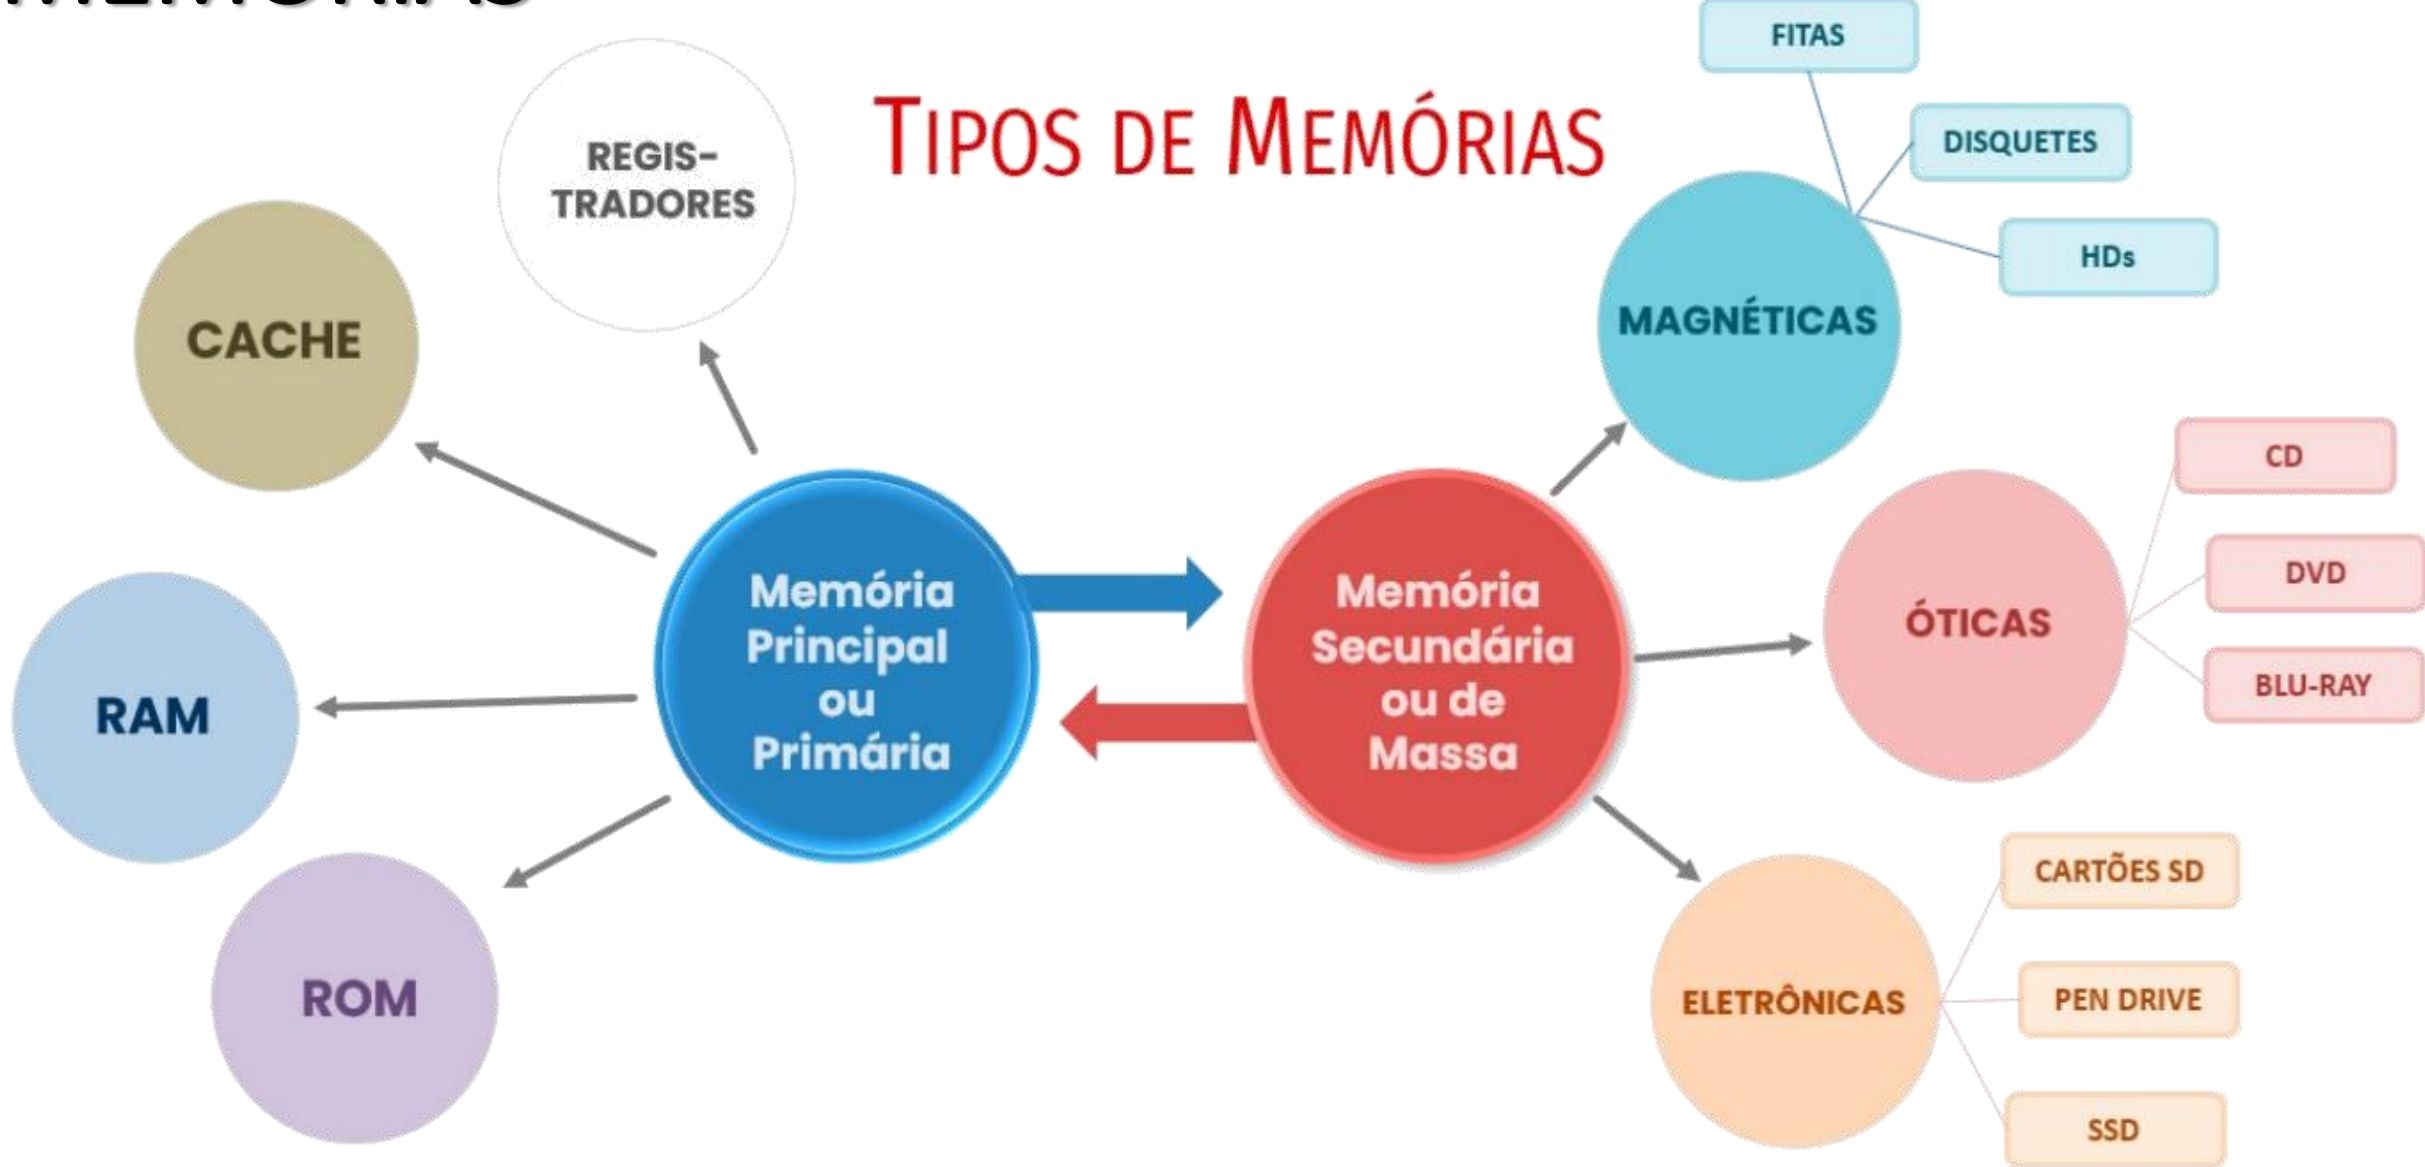 MEMÓRIAS
TIPOS DE MEMÓRIAS
REGIS-
TRADORES
CACHE
RAM
ROM
Memória
Principal
ou
Primária
Memória
Secundária
ou de
Massa
MAGNÉTICAS
FITAS
DISQUETES
HDs
ÓTICAS
CD
DVD
BLU-RAY
ELETRÔNICAS
CARTÕES SD
PEN DRIVE
SSD